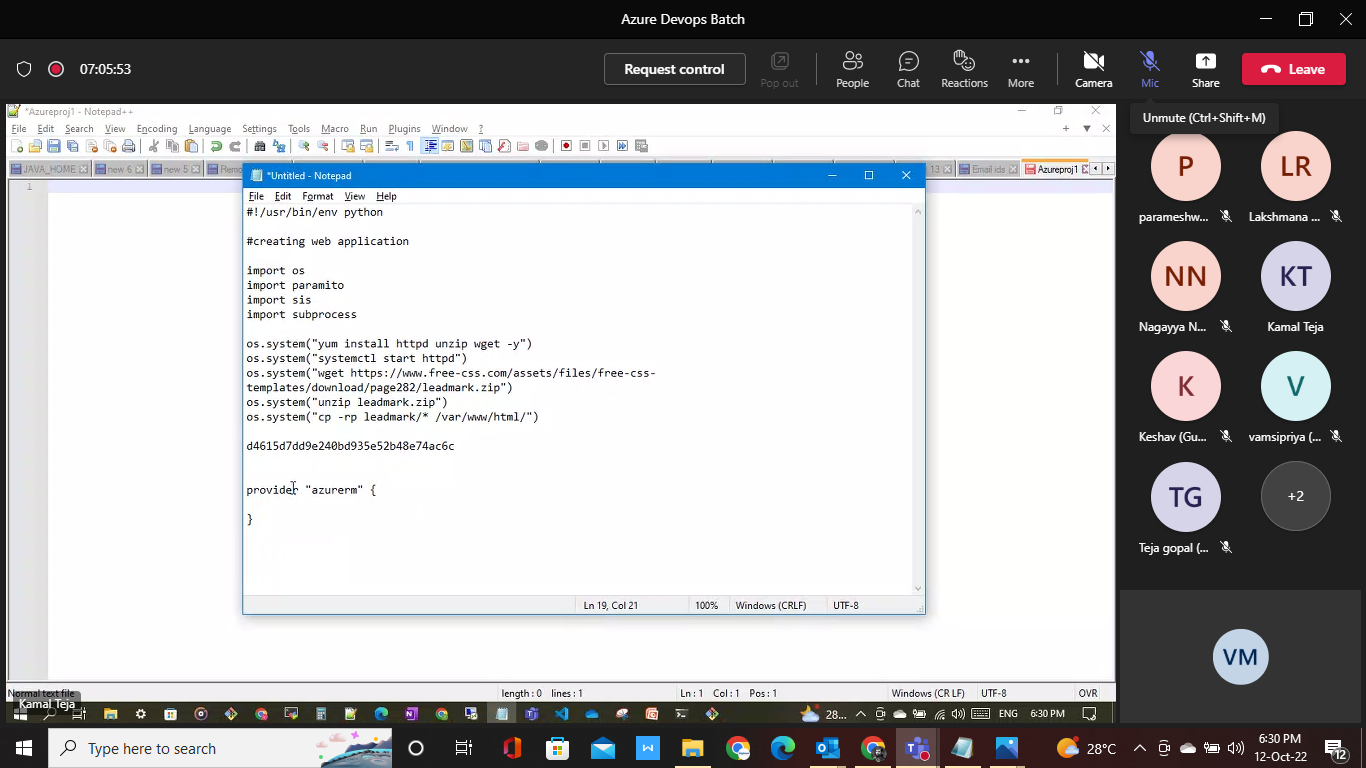 Azure Devops Batch
07:05:53
Request control
Pop out
People
Chat
Reactions
More
Camera
Mic
Share
Leave
Unmute (Ctrl+Shift+M)
*Azureproj1 - Notepad++
File Edit Search View Encoding Language Settings Tools Macro Run Plugins Window ?
JAVA_HOME
new 6
new 5
Remo
13
Email ids
Azureproj1
1
*Untitled - Notepad
File Edit Format View Help
#!/usr/bin/env python
#creating web application
import os
import paramito
import sis
import subprocess
os.system("yum install httpd unzip wget -y")
os.system("systemctl start httpd")
os.system("wget https://www.free-css.com/assets/files/free-css-
templates/download/page282/leadmark.zip")
os.system("unzip leadmark.zip")
os.system("cp -rp leadmark/* /var/www/html/")
d4615d7dd9e240bd935e52b48e74ac6c
provider "azurerm" {
}
Ln 19, Col 21
100%
Windows (CRLF)
UTF-8
P
LR
parameshw...
Lakshmana ...
NN
KT
Nagayya N...
Kamal Teja
K
V
Keshav (Gu...
vamsipriya (...
TG
+2
Teja gopal (...
VM
Normal text file
length : 0 lines : 1
Ln : 1 Col : 1 Pos : 1
Windows (CR LF)
UTF-8
OVR
Kamal Teja
28...
ENG
6:30 PM
Type here to search
28°C
6:30 PM
12-Oct-22
12